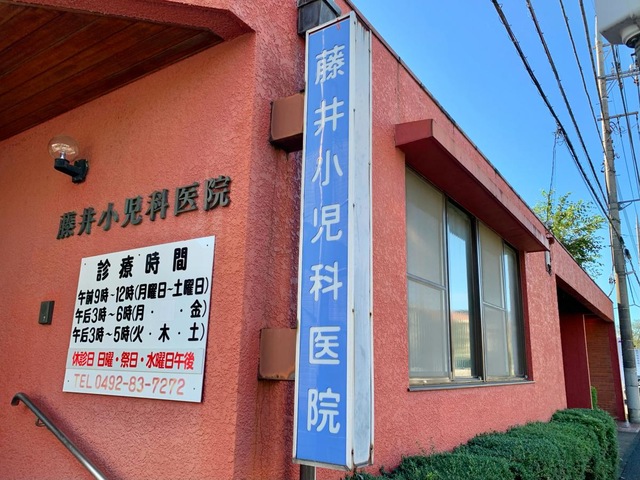 藤井小児科医院
藤井小児科医院
診療時間
午前9時~12時(月曜日~土曜日)
午后3時~6時(月・ ・金)
午后3時~5時(火・木・土)
休診日 日曜・祭日・水曜日午後
TEL 0492-83-7272